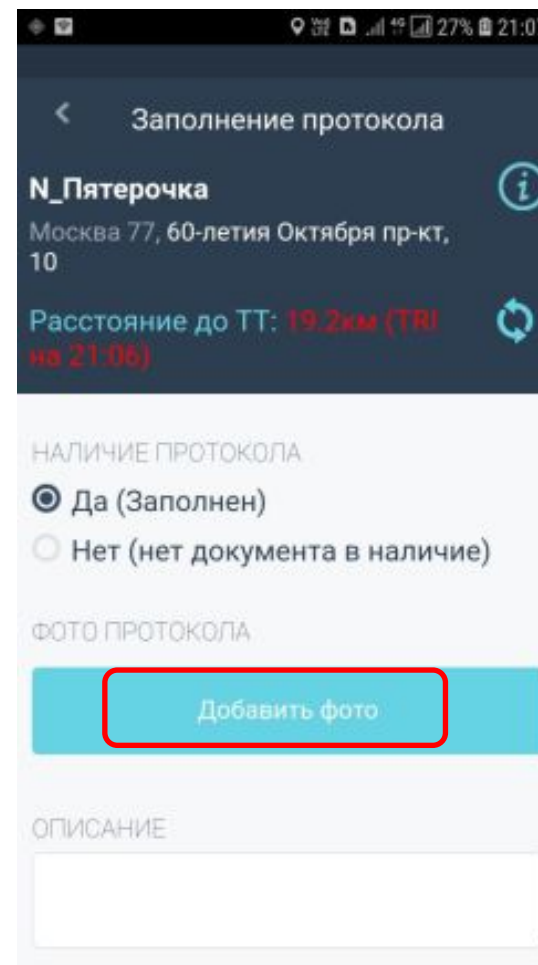 4G 27% 21:0
Заполнение протокола
N_Пятерочка
Москва 77, 60-летия Октября пр-кт,
10
Расстояние до ТТ: 19.2км (TRI
на 21:06)
НАЛИЧИЕ ПРОТОКОЛА
Да (Заполнен)
Нет (нет документа в наличие)
ФОТО ПРОТОКОЛА
Добавить фото
ОПИСАНИЕ